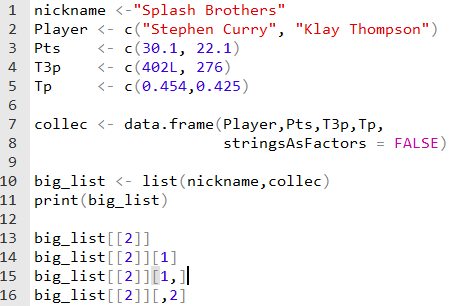 1 nickname <-"Splash Brothers"
2 Player <- c("Stephen Curry", "Klay Thompson")
3 Pts    <- c(30.1, 22.1)
4 T3p    <- c(402L, 276)
5 Tp     <- c(0.454,0.425)
6
7 collec <- data.frame(Player,Pts,T3p,Tp,
8                      stringsAsFactors = FALSE)
9
10 big_list <- list(nickname,collec)
11 print(big_list)
12
13 big_list[[2]]
14 big_list[[2]][1]
15 big_list[[2]][1,]
16 big_list[[2]][,2]